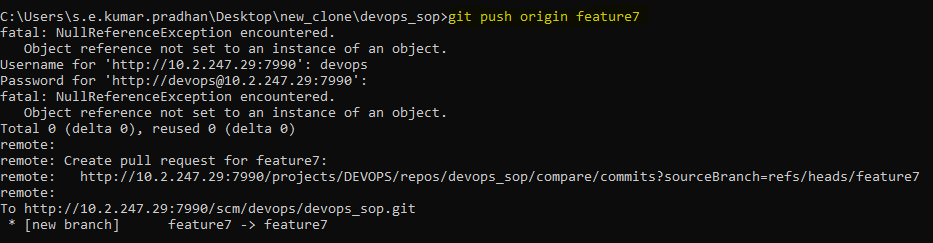 C:\Users\s.e.kumar.pradhan\Desktop\new_clone\devops_sop>git push origin feature7
fatal: NullReferenceException encountered.
   Object reference not set to an instance of an object.
Username for 'http://10.2.247.29:7990': devops
Password for 'http://devops@10.2.247.29:7990':
fatal: NullReferenceException encountered.
   Object reference not set to an instance of an object.
Total 0 (delta 0), reused 0 (delta 0)
remote:
remote: Create pull request for feature7:
remote:   http://10.2.247.29:7990/projects/DEVOPS/repos/devops_sop/compare/commits?sourceBranch=refs/heads/feature7
remote:
To http://10.2.247.29:7990/scm/devops/devops_sop.git
 * [new branch]      feature7 -> feature7